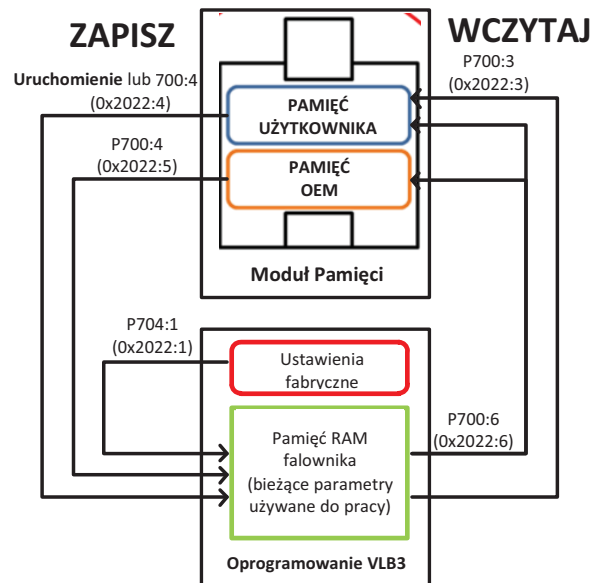 ZAPISZ
WCZYTAJ
Uruchomienie lub 700:4
(0x2022:4)
P700:3
(0x2022:3)
PAMIĘĆ
UŻYTKOWNIKA
P700:4
(0x2022:5)
PAMIĘĆ
OEM
Moduł Pamięci
P704:1
(0x2022:1)
Ustawienia
fabryczne
P700:6
(0x2022:6)
Pamięć RAM
falownika
(bieżące parametry
używane do pracy)
Oprogramowanie VLB3